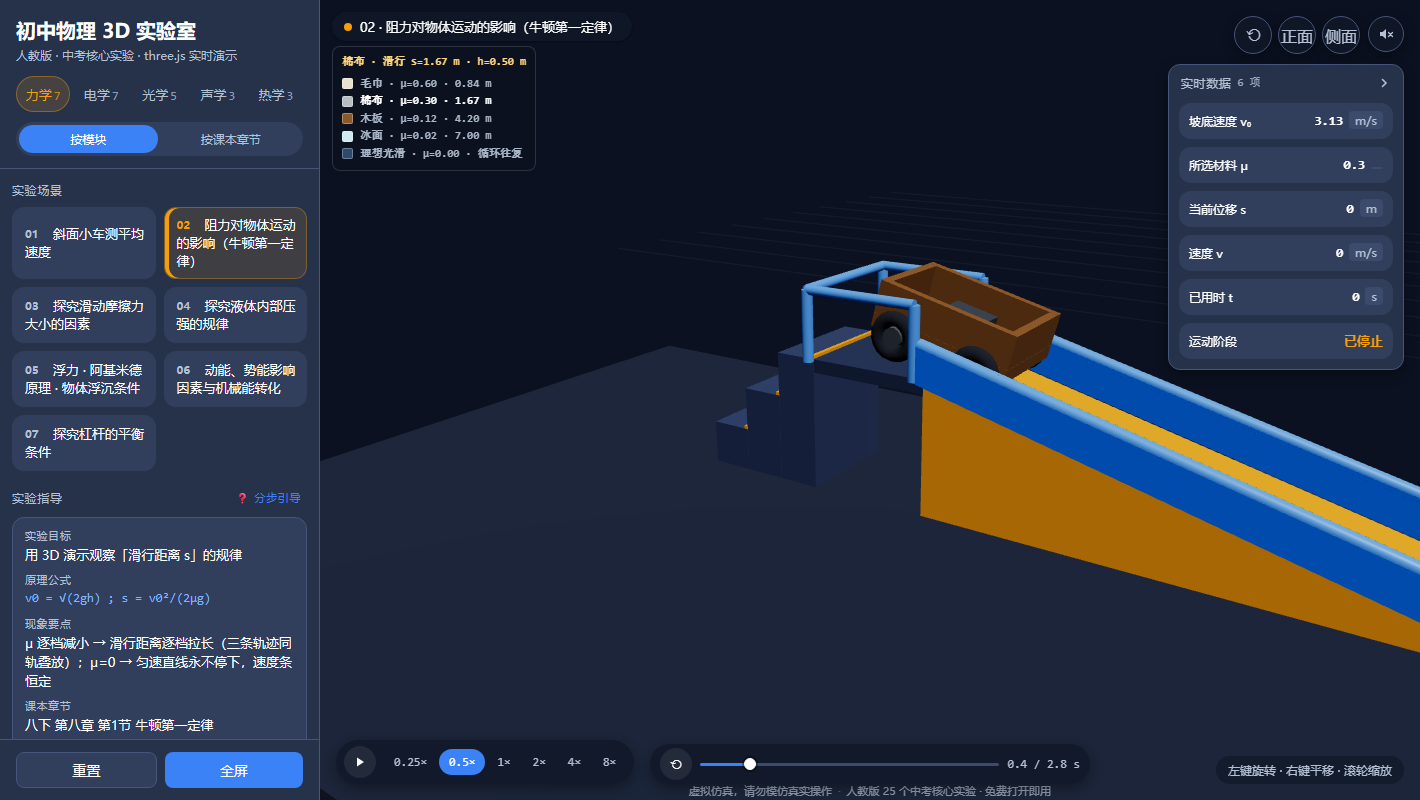 初中物理 3D 实验室
人教版 · 中考核心实验 · three.js 实时演示
力学 7
电学 7
光学 5
声学 3
热学 3
按模块
按课本章节
实验场景
01 斜面小车测平均速度
02 阻力对物体运动的影响（牛顿第一定律）
03 探究滑动摩擦力大小的因素
04 探究液体内部压强的规律
05 浮力 · 阿基米德原理 · 物体浮沉条件
06 动能、势能影响因素与机械能转化
07 探究杠杆的平衡条件
实验指导
❓ 分步引导
实验目标
用 3D 演示观察「滑行距离 s」的规律
原理公式
v0 = √(2gh) ; s = v0²/(2μg)
现象要点
μ 逐档减小 → 滑行距离逐档拉长（三条轨迹同轨叠放）；μ=0 → 匀速直线永不停下，速度条恒定
课本章节
八下 第八章 第1节 牛顿第一定律
重置
全屏
02 · 阻力对物体运动的影响（牛顿第一定律）
棉布 · 滑行 s=1.67 m · h=0.50 m
毛巾 · μ=0.60 · 0.84 m
棉布 · μ=0.30 · 1.67 m
木板 · μ=0.12 · 4.20 m
冰面 · μ=0.02 · 7.00 m
理想光滑 · μ=0.00 · 循环往复
正面
侧面
实时数据 6 项
坡底速度 v₀ 3.13 m/s
所选材料 μ 0.3
当前位移 s 0 m
速度 v 0 m/s
已用时 t 0 s
运动阶段 已停止
0.25× 0.5× 1× 2× 4× 8×
0.4 / 2.8 s
虚拟仿真，请勿模仿真实操作 · 人教版 25 个中考核心实验 · 免费打开即用
左键旋转 · 右键平移 · 滚轮缩放